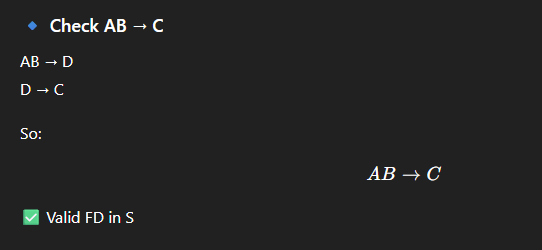 🔹 Check AB → C
AB → D
D → C
So:
AB → C
✅ Valid FD in S